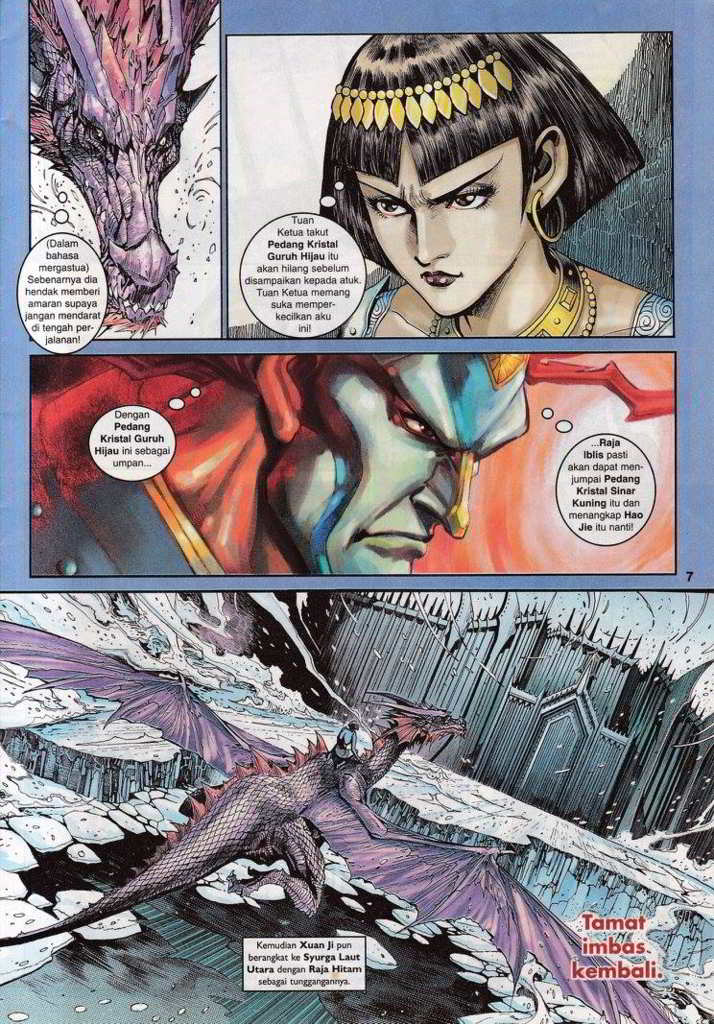 (Dalam
bahasa
mergastua)
Sebenarnya dia
hendak memberi
amaran supaya
jangan mendarat
di tengah per-
jalanan!
Tuan
Ketua takut
Pedang Kristal
Guruh Hijau itu
akan hilang sebelum
disampaikan kepada atuk.
Tuan Ketua memang
suka memper-
kecilkan aku
ini!
Dengan
Pedang
Kristal Guruh
Hijau ini sebagai
umpan...
...Raja
Iblis pasti
akan dapat men-
jumpai Pedang
Kristal Sinar
Kuning itu dan
menangkap Hao
Jie itu nanti!
7
Kemudian Xuan Ji pun
berangkat ke Syurga Laut
Utara dengan Raja Hitam
sebagai tunggangannya.
Tamat
imbas
kembali.